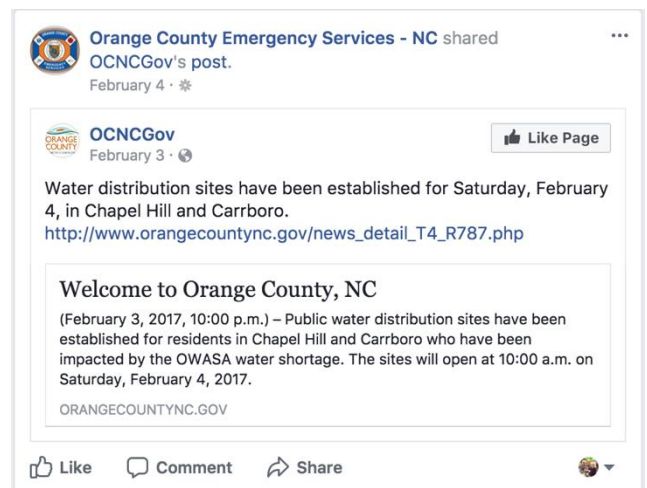 Orange County Emergency Services - NC shared
OCNCGov's post.
February 4 ·
OCNCGov
February 3 ·
Like Page
Water distribution sites have been established for Saturday, February
4, in Chapel Hill and Carrboro.
http://www.orangecountync.gov/news_detail_T4_R787.php
Welcome to Orange County, NC
(February 3, 2017, 10:00 p.m.) – Public water distribution sites have been
established for residents in Chapel Hill and Carrboro who have been
impacted by the OWASA water shortage. The sites will open at 10:00 a.m. on
Saturday, February 4, 2017.
ORANGECOUNTYNC.GOV
Like Comment Share